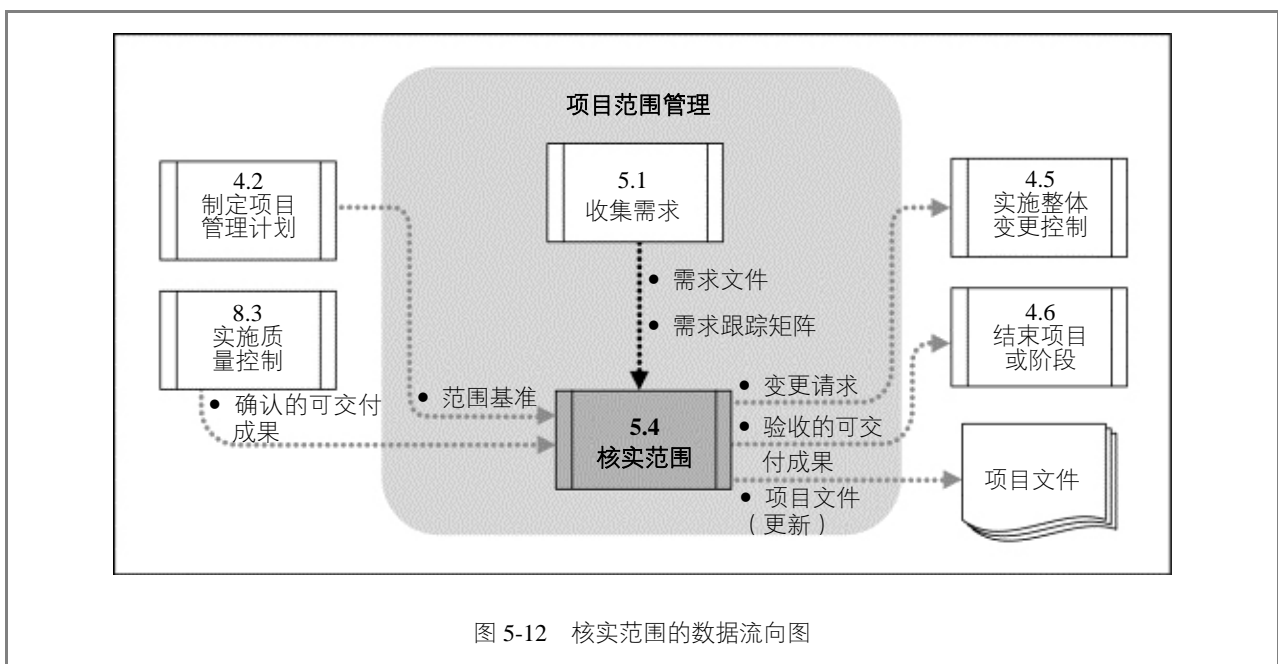 项目范围管理
4.2
制定项目
管理计划
8.3
实施质
量控制
5.1
收集需求
• 需求文件
• 需求跟踪矩阵
• 确认的可交付
成果
• 范围基准
5.4
核实范围
• 变更请求
• 验收的可交
付成果
• 项目文件
（更新）
4.5
实施整体
变更控制
4.6
结束项目
或阶段
项目文件
图 5-12 核实范围的数据流向图